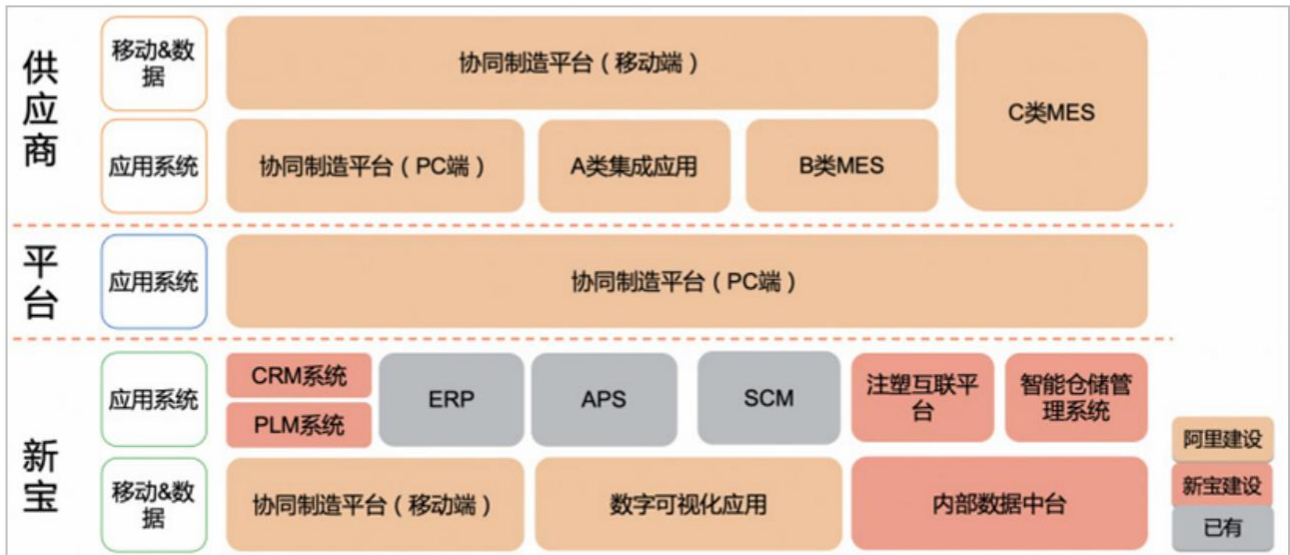 供
应
商
移动&数
据
协同制造平台（移动端）
C类MES
应用系统
协同制造平台（PC端）
A类集成应用
B类MES
平
台
应用系统
协同制造平台（PC端）
新
宝
应用系统
CRM系统
PLM系统
ERP
APS
SCM
注塑互联平
台
智能仓储管
理系统
移动&
数据
协同制造平台（移动端）
数字可视化应用
内部数据中台
阿里建设
新宝建设
已有